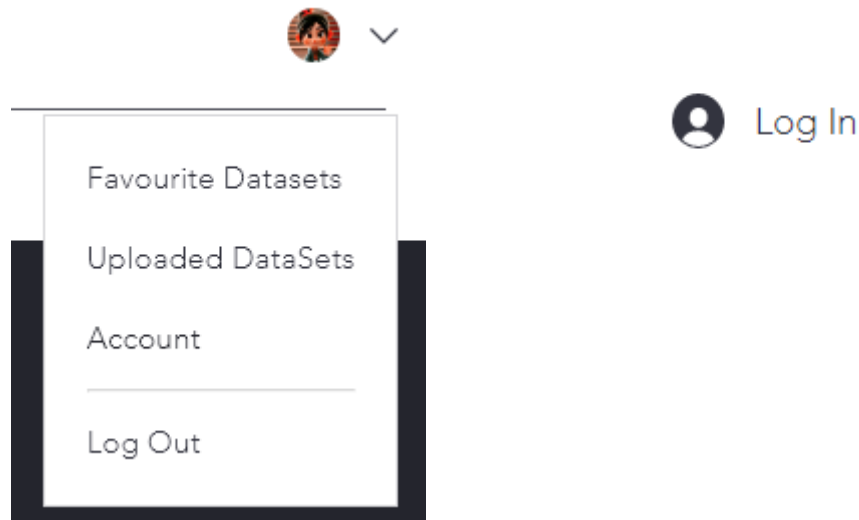 Log In
Favourite Datasets
Uploaded DataSets
Account
Log Out